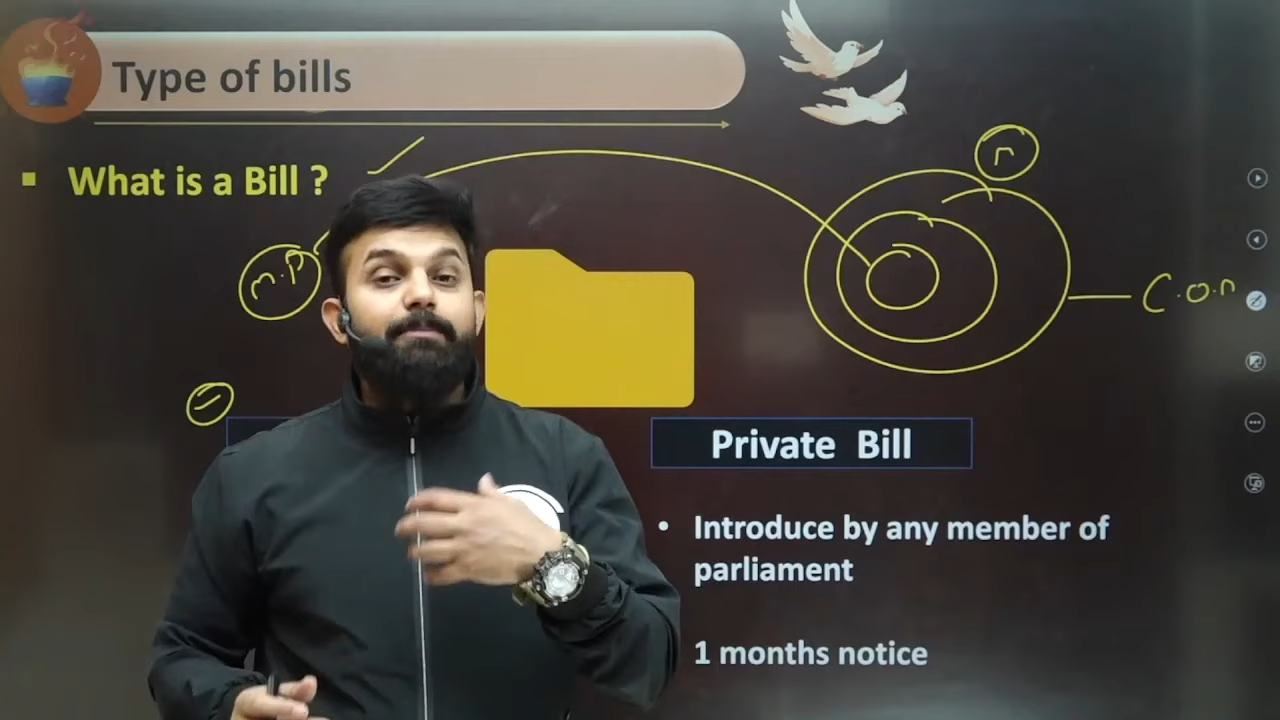 Type of bills
What is a Bill ?
n
m.p
C.o.n
Private Bill
Introduce by any member of
parliament
1 months notice